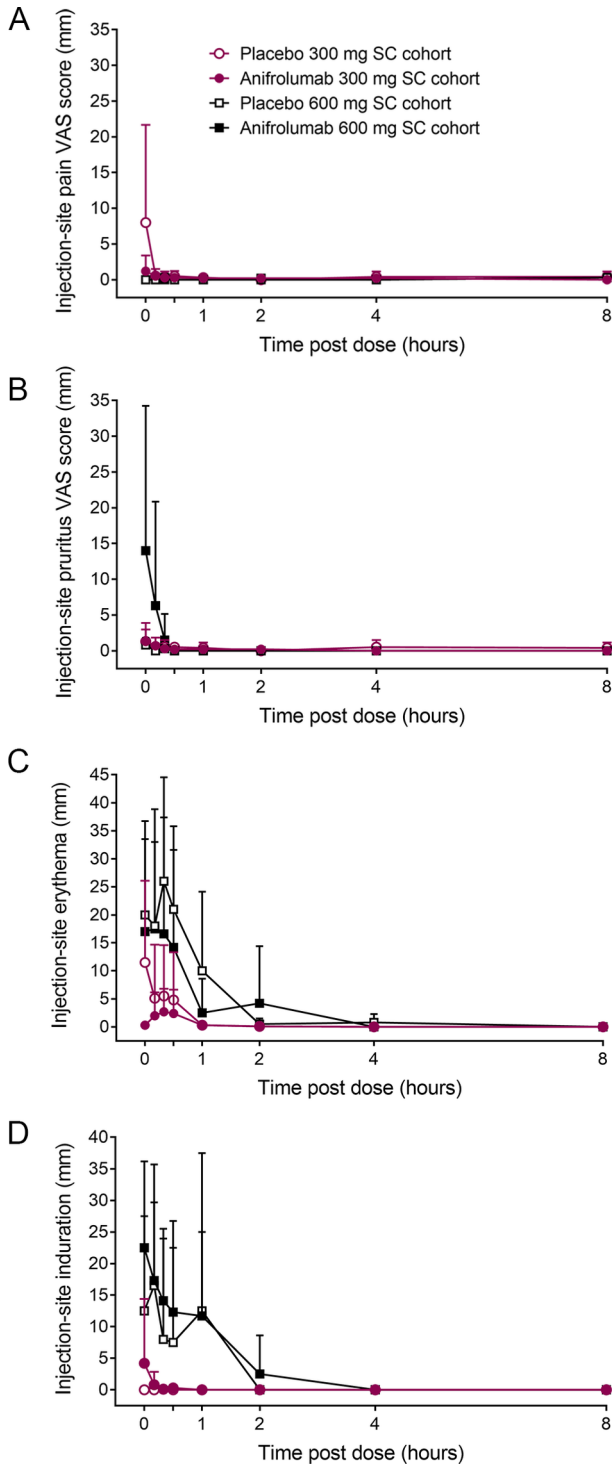 A
Injection-site pain VAS score (mm)
35
30
25
20
15
10
5
0
Placebo 300 mg SC cohort
Anifrolumab 300 mg SC cohort
Placebo 600 mg SC cohort
Anifrolumab 600 mg SC cohort
0 1 2 4 8
Time post dose (hours)
B
Injection-site pruritus VAS score (mm)
35
30
25
20
15
10
5
0
0 1 2 4 8
Time post dose (hours)
C
Injection-site erythema (mm)
45
40
35
30
25
20
15
10
5
0
0 1 2 4 8
Time post dose (hours)
D
Injection-site induration (mm)
40
35
30
25
20
15
10
5
0
0 1 2 4 8
Time post dose (hours)